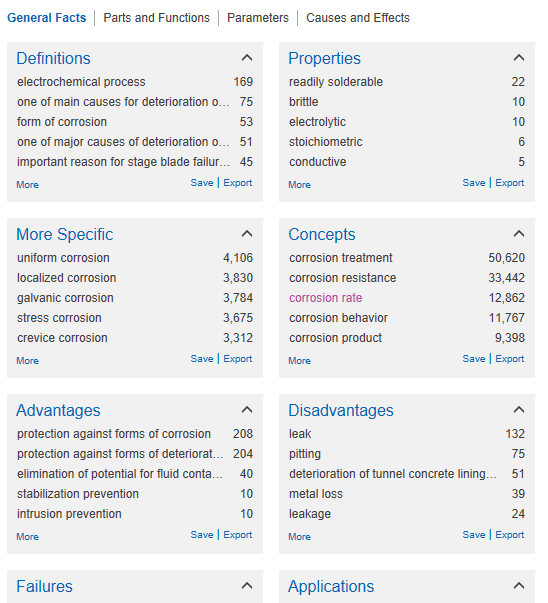 General Facts | Parts and Functions | Parameters | Causes and Effects
Definitions
electrochemical process 169
one of main causes for deterioration o... 75
form of corrosion 53
one of major causes of deterioration o... 51
important reason for stage blade failur... 45
More Save | Export
Properties
readily solderable 22
brittle 10
electrolytic 10
stoichiometric 6
conductive 5
More Save | Export
More Specific
uniform corrosion 4,106
localized corrosion 3,830
galvanic corrosion 3,784
stress corrosion 3,675
crevice corrosion 3,312
More Save | Export
Concepts
corrosion treatment 50,620
corrosion resistance 33,442
corrosion rate 12,862
corrosion behavior 11,767
corrosion product 9,398
More Save | Export
Advantages
protection against forms of corrosion 208
protection against forms of deteriorat... 204
elimination of potential for fluid conta... 40
stabilization prevention 10
intrusion prevention 10
More Save | Export
Disadvantages
leak 132
pitting 75
deterioration of tunnel concrete lining... 51
metal loss 39
leakage 24
More Save | Export
Failures
Applications